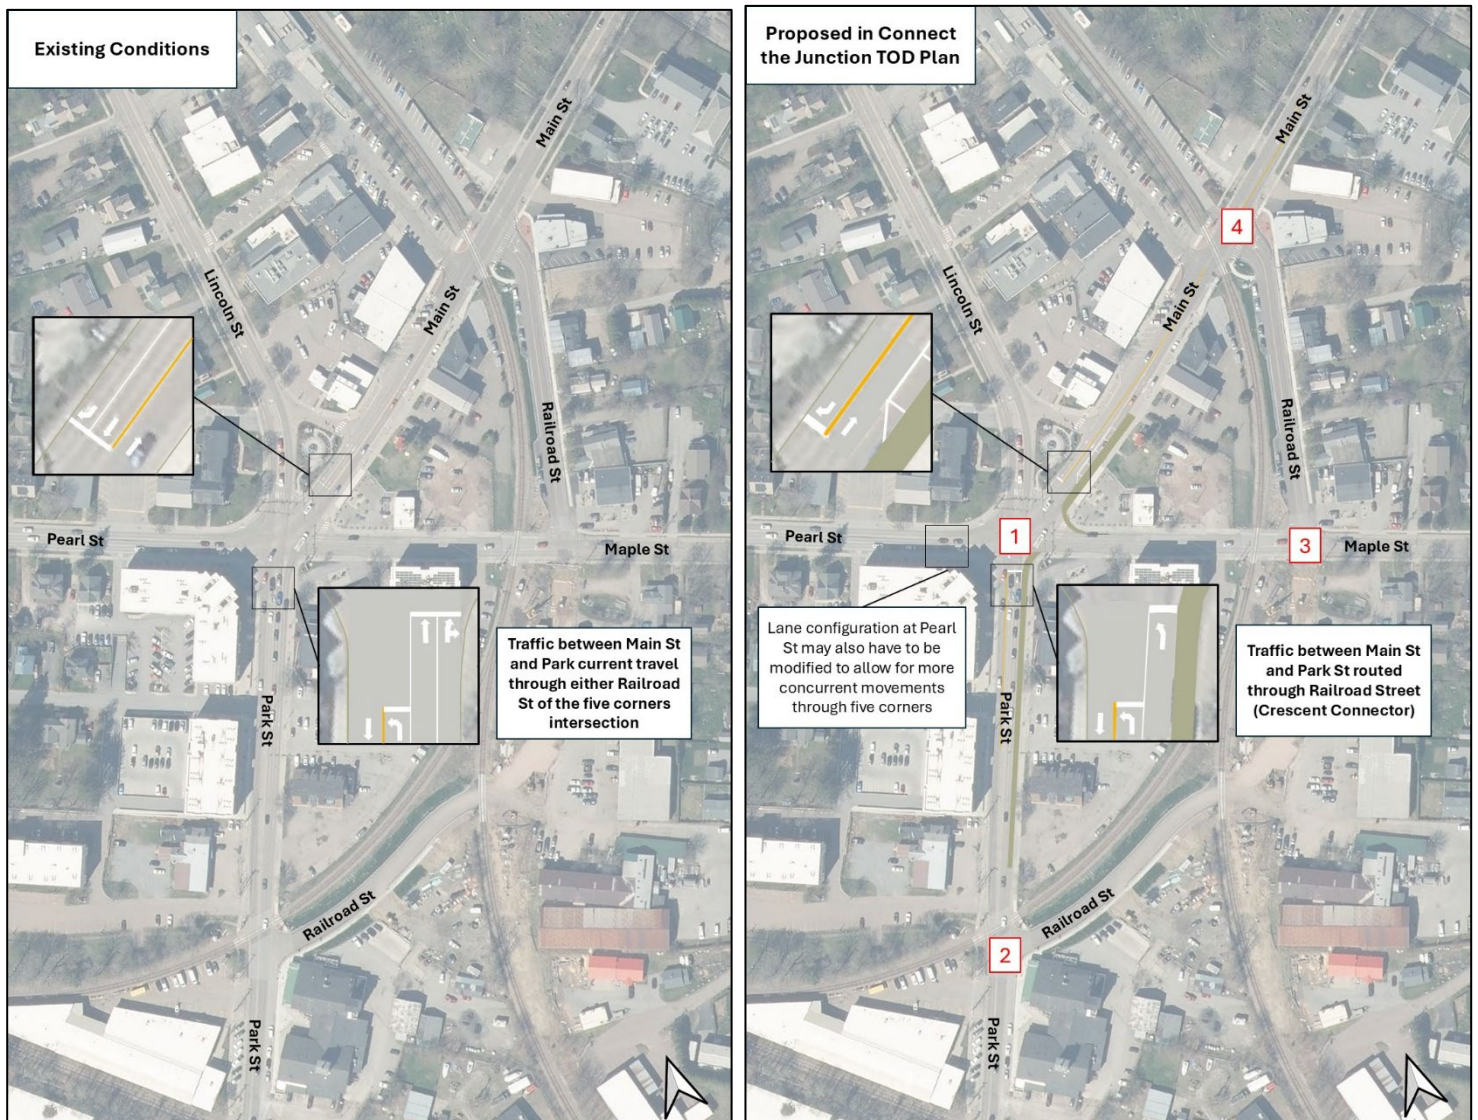 Existing Conditions
Main St
Lincoln St
Main St
Railroad St
Pearl St
Maple St
Traffic between Main St
and Park current travel
through either Railroad
St of the five corners
intersection
Park St
Railroad St
Park St
Proposed in Connect
the Junction TOD Plan
Main St
4
Lincoln St
Main St
Railroad St
Pearl St
1
3
Maple St
Lane configuration at Pearl
St may also have to be
modified to allow for more
concurrent movements
through five corners
Traffic between Main St
and Park St routed
through Railroad Street
(Crescent Connector)
Park St
Railroad St
2
Park St